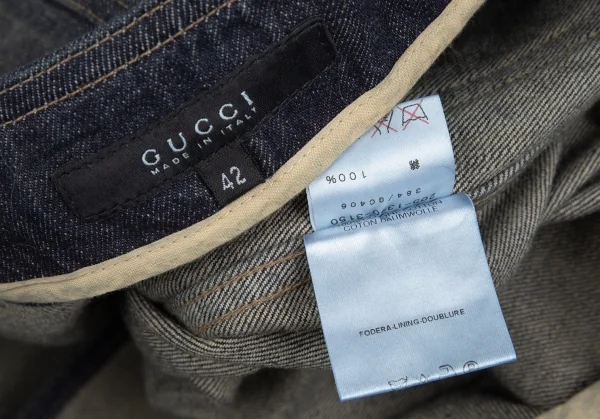 GUCCI
MADE IN ITALY
42
100%
COTON BAUMWOLLE
FODERA-LINING-DOUBLURE